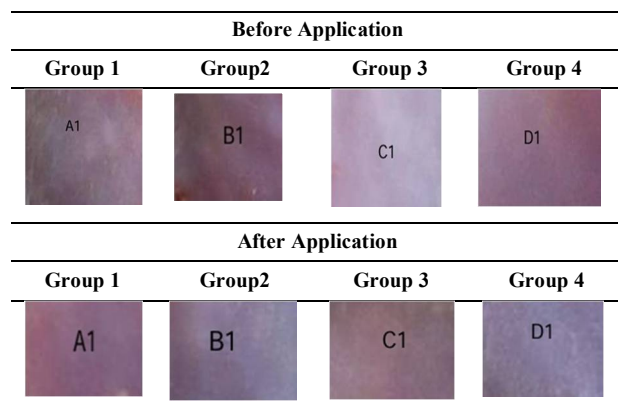 Before Application
Group 1 Group2 Group 3 Group 4
A1 B1 C1 D1
After Application
Group 1 Group2 Group 3 Group 4
A1 B1 C1 D1